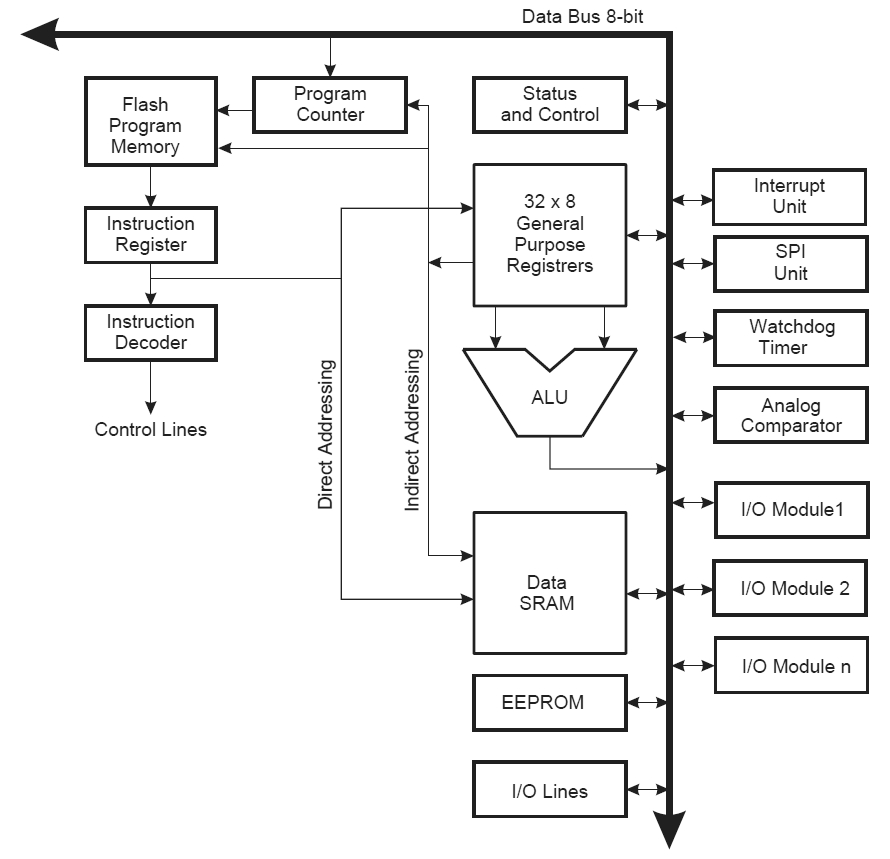 Data Bus 8-bit
Flash
Program
Memory
Program
Counter
Status
and Control
Instruction
Register
32 x 8
General
Purpose
Registrers
Interrupt
Unit
SPI
Unit
Instruction
Decoder
Watchdog
Timer
Control Lines
Direct Addressing
Indirect Addressing
ALU
Analog
Comparator
I/O Module1
Data
SRAM
I/O Module 2
I/O Module n
EEPROM
I/O Lines